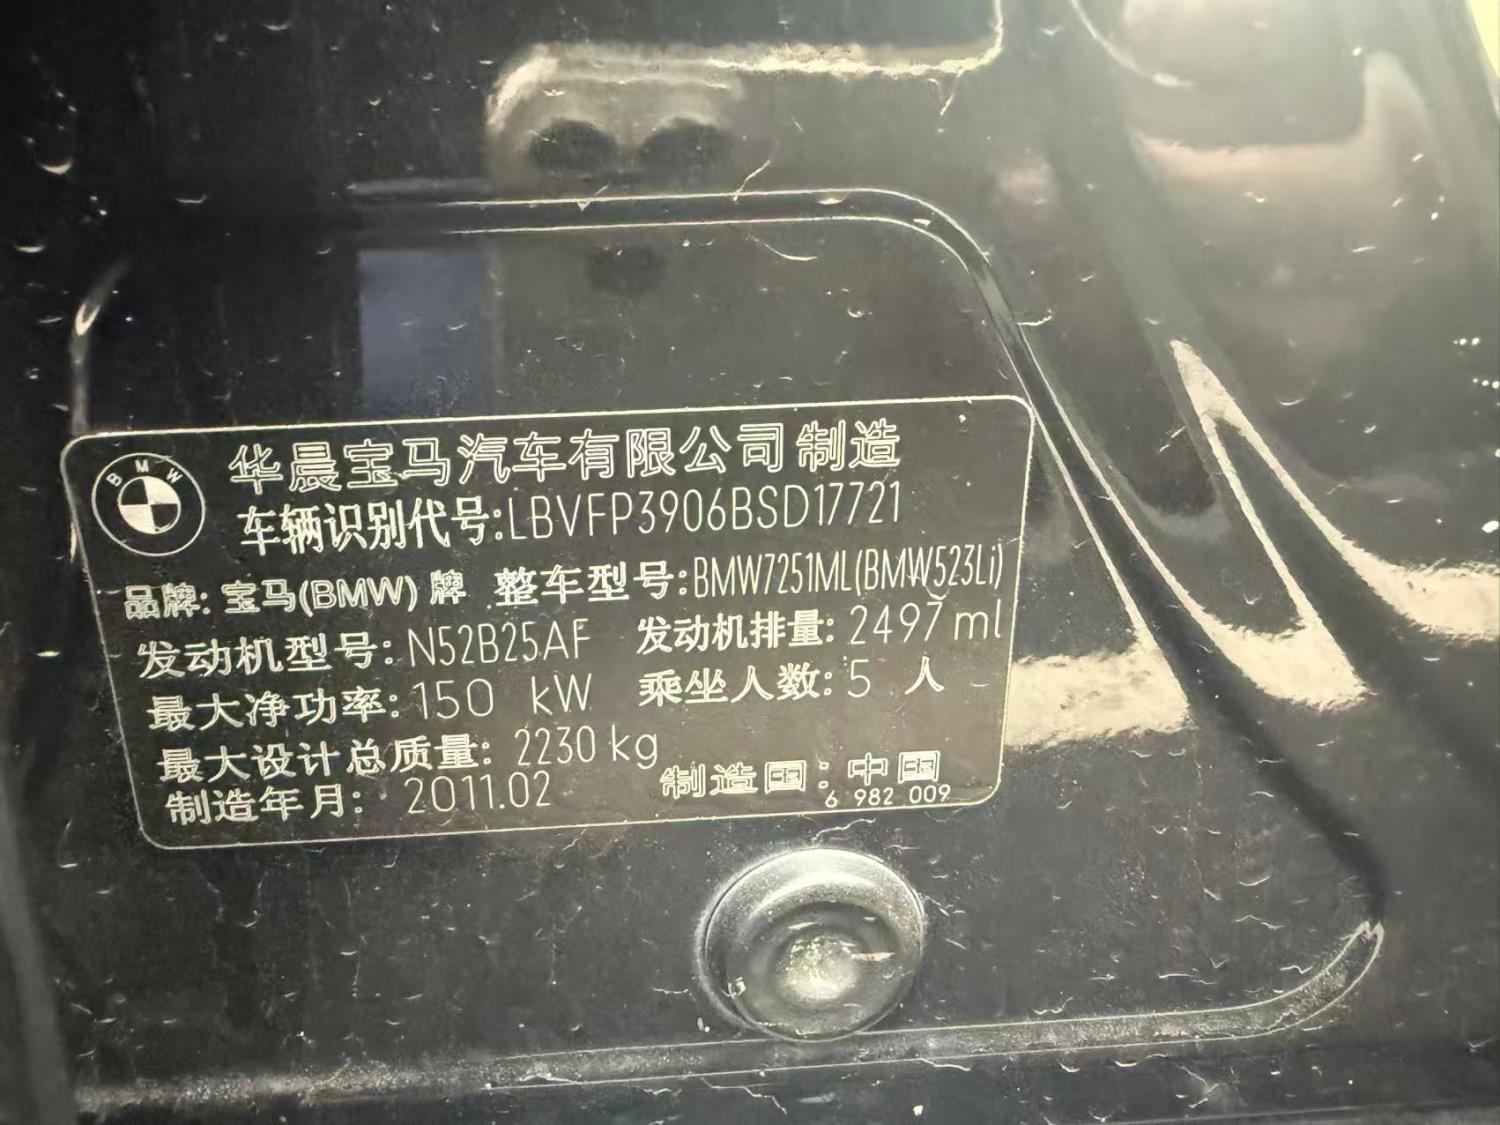 BMW
华晨宝马汽车有限公司制造
车辆识别代号:LBVFP3906BSD17721
品牌: 宝马(BMW) 牌 整车型号:BMW7251ML(BMW523Li)
发动机型号: N52B25AF 发动机排量: 2497 ml
最大净功率: 150 kW 乘坐人数: 5 人
最大设计总质量: 2230 kg
制造年月: 2011.02 制造国: 中国
6 982 009